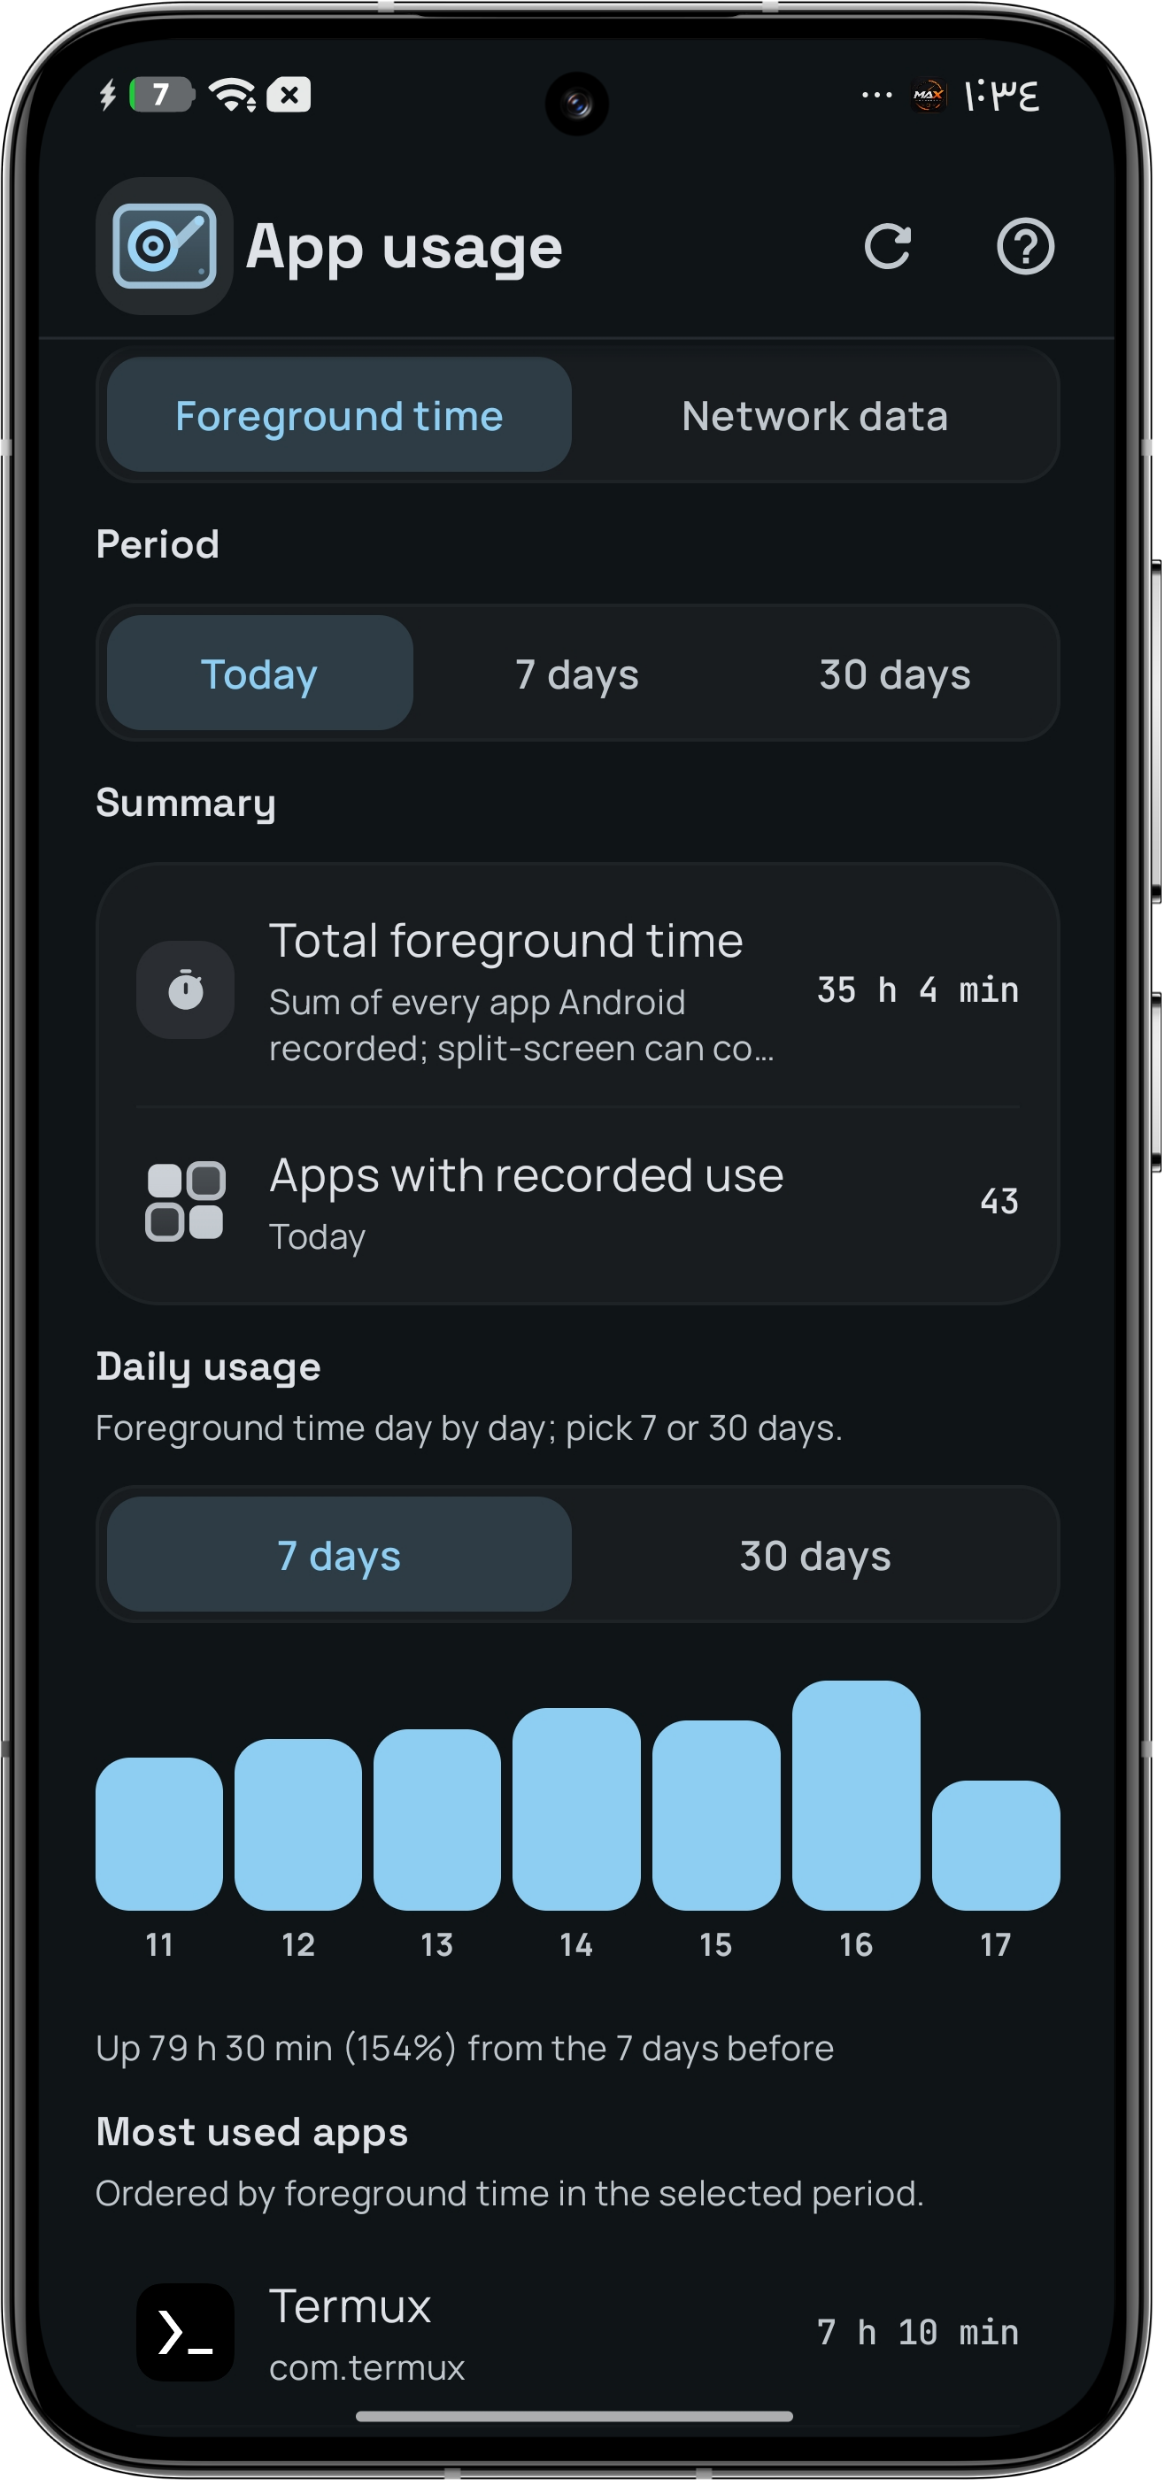 7
MAX
١:٣٤
App usage
Foreground time
Network data
Period
Today
7 days
30 days
Summary
Total foreground time
Sum of every app Android
recorded; split-screen can co...
35 h 4 min
Apps with recorded use
Today
43
Daily usage
Foreground time day by day; pick 7 or 30 days.
7 days
30 days
11
12
13
14
15
16
17
Up 79 h 30 min (154%) from the 7 days before
Most used apps
Ordered by foreground time in the selected period.
Termux
com.termux
7 h 10 min